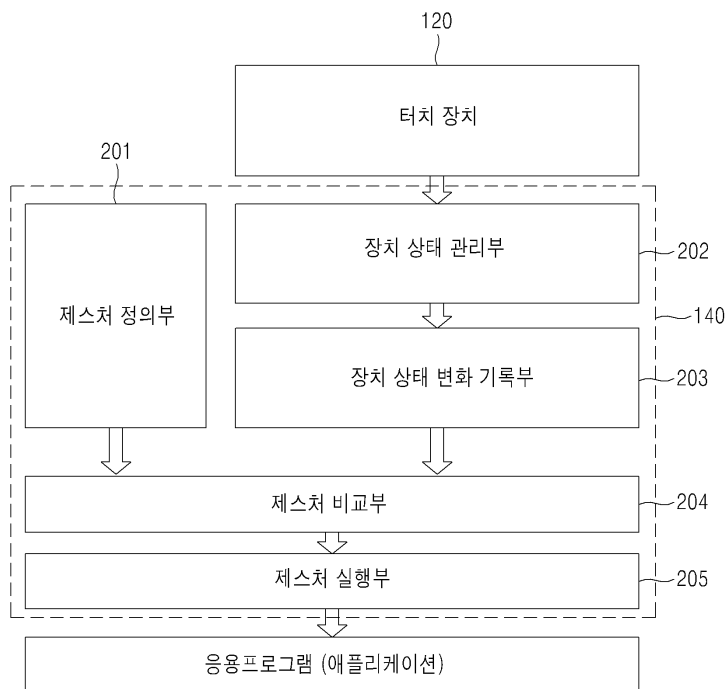 120
터치 장치
201
장치 상태 관리부
202
제스처 정의부
140
장치 상태 변화 기록부
203
제스처 비교부
204
제스처 실행부
205
응용프로그램 (애플리케이션)